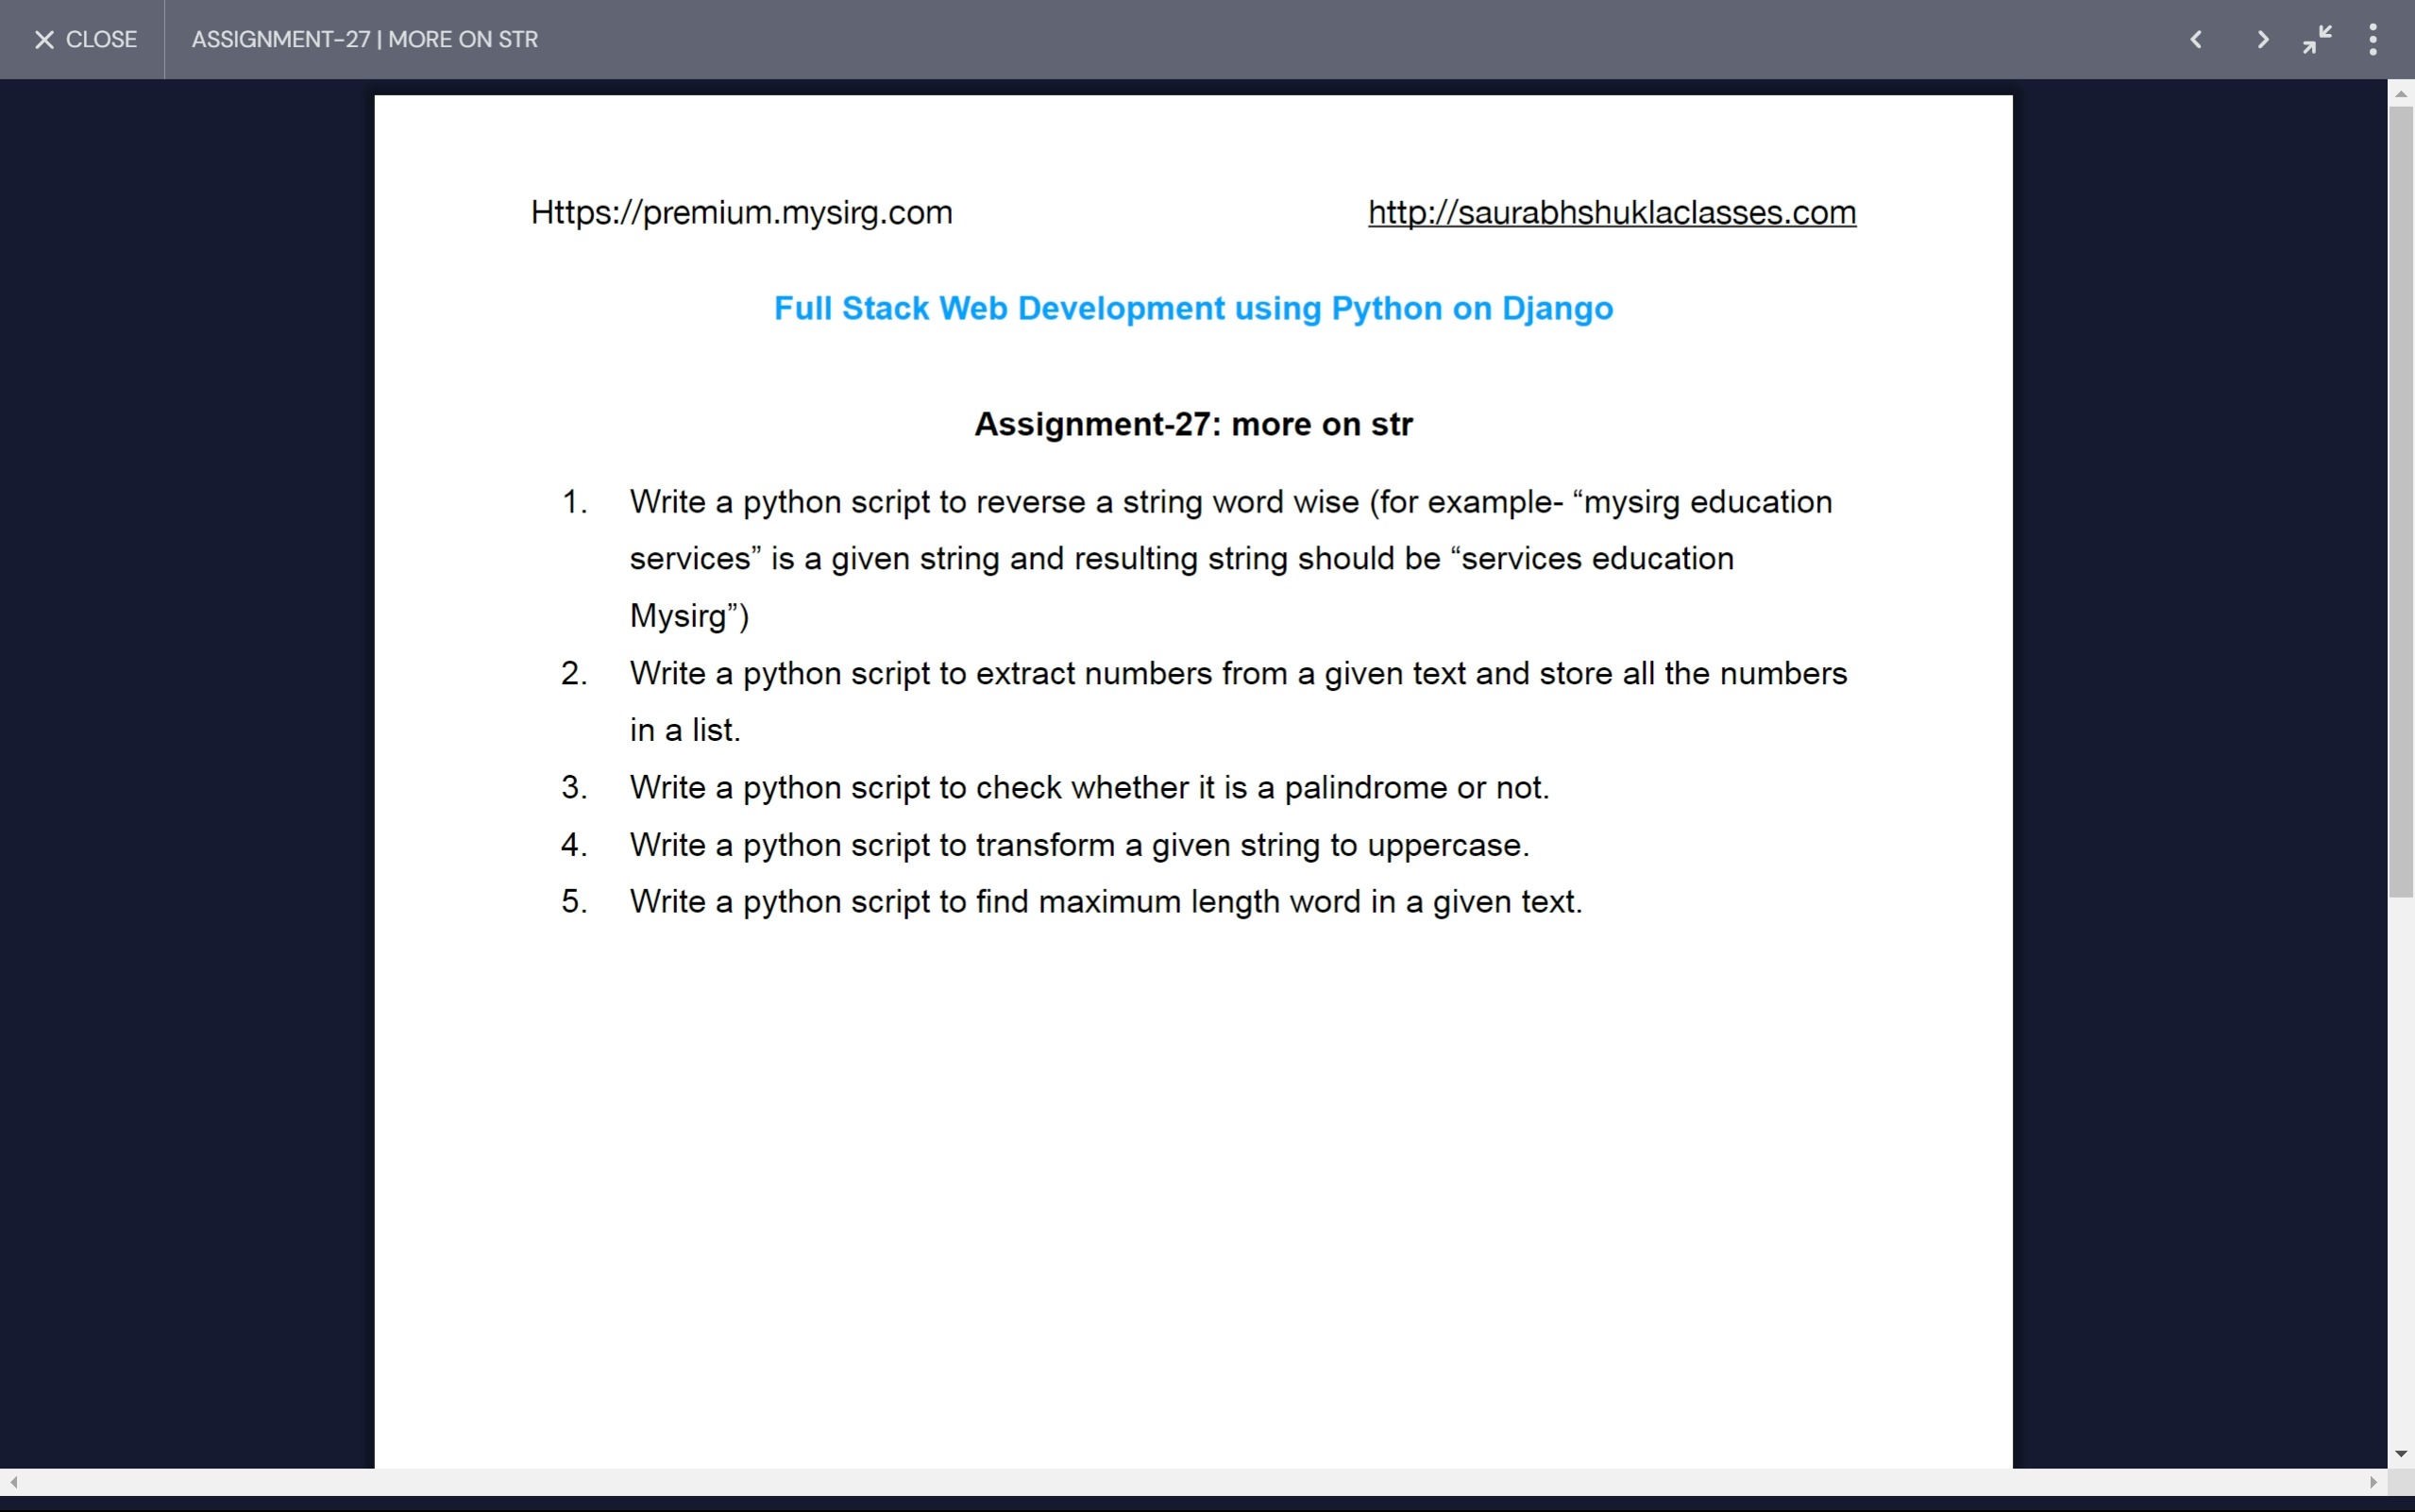 CLOSE
ASSIGNMENT-27 | MORE ON STR
Https://premium.mysirg.com
http://saurabhshuklaclasses.com
Full Stack Web Development using Python on Django
Assignment-27: more on str
1. Write a python script to reverse a string word wise (for example- “mysirg education
services” is a given string and resulting string should be “services education
Mysirg”)
2. Write a python script to extract numbers from a given text and store all the numbers
in a list.
3. Write a python script to check whether it is a palindrome or not.
4. Write a python script to transform a given string to uppercase.
5. Write a python script to find maximum length word in a given text.